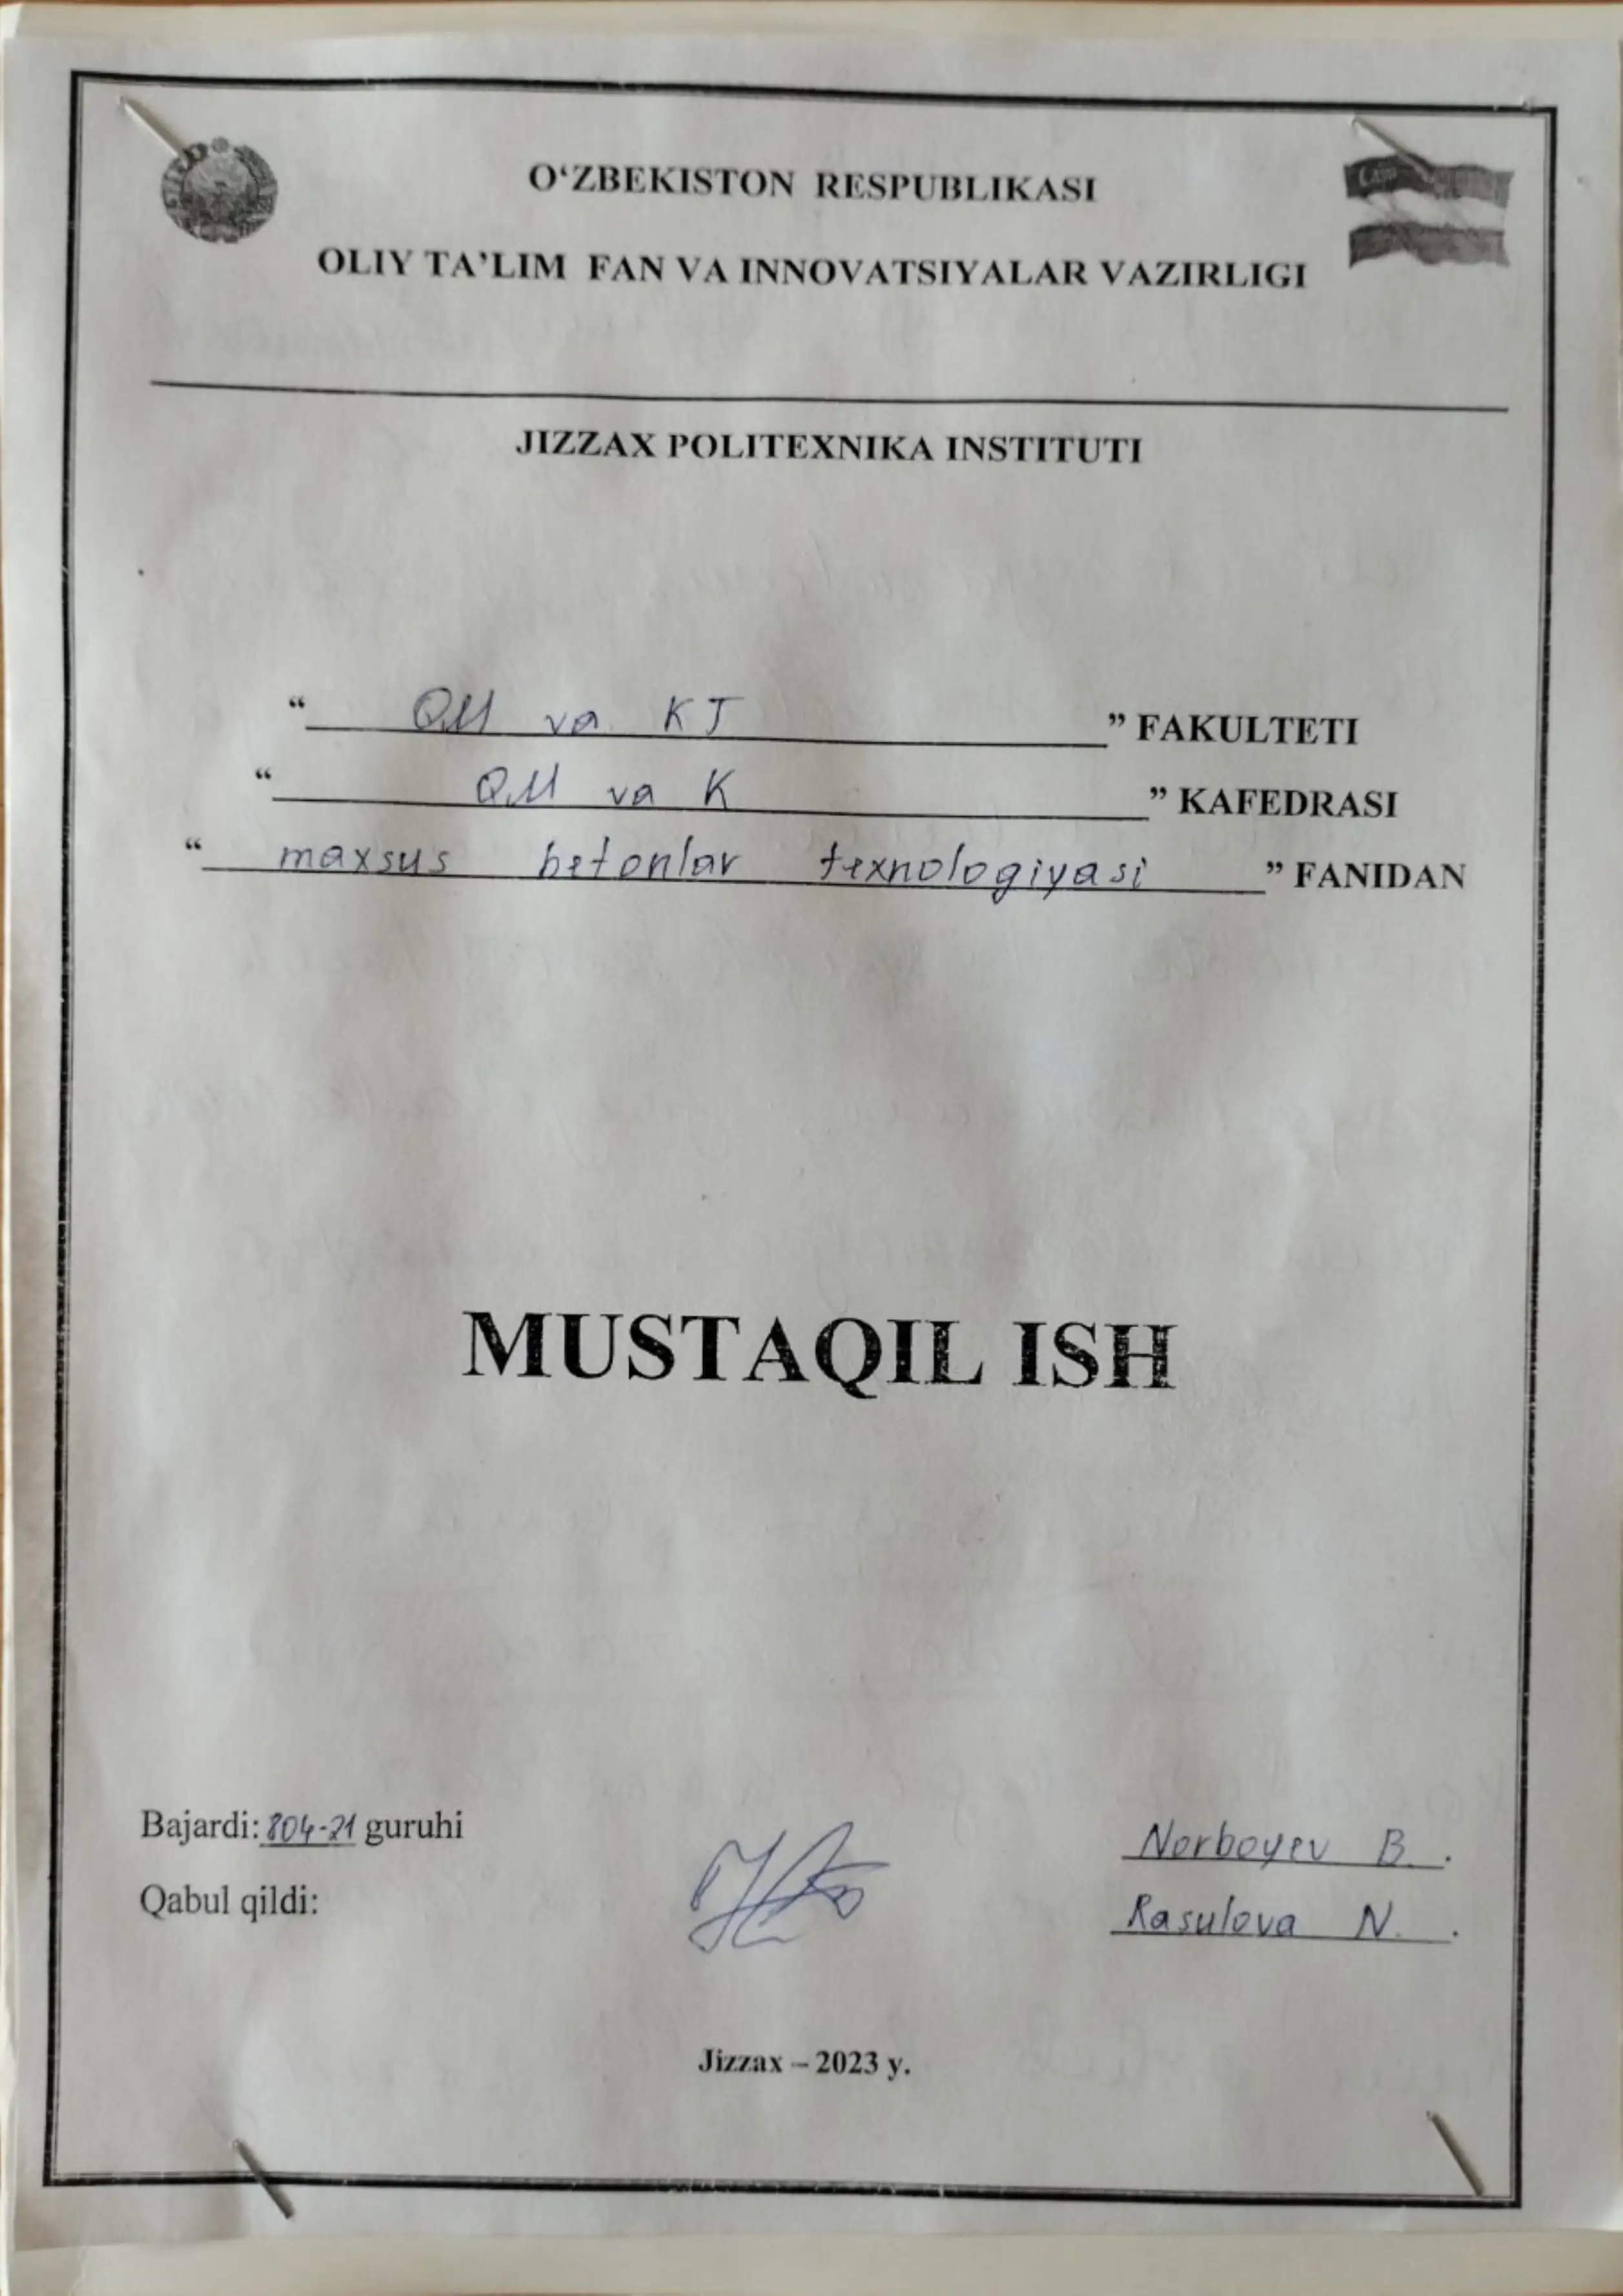 O‘ZBEKISTON RESPUBLIKASI
OLIY TA’LIM FAN VA INNOVATSIYALAR VAZIRLIGI
JIZZAX POLITEXNIKA INSTITUTI
“ QM va KT ” FAKULTETI
“ QM va K ” KAFEDRASI
“ maxsus betonlar texnologiyasi ” FANIDAN
MUSTAQIL ISH
Bajardi: 804-21 guruhi Norboyev B.
Qabul qildi: Rasulova N.
Jizzax – 2023 y.